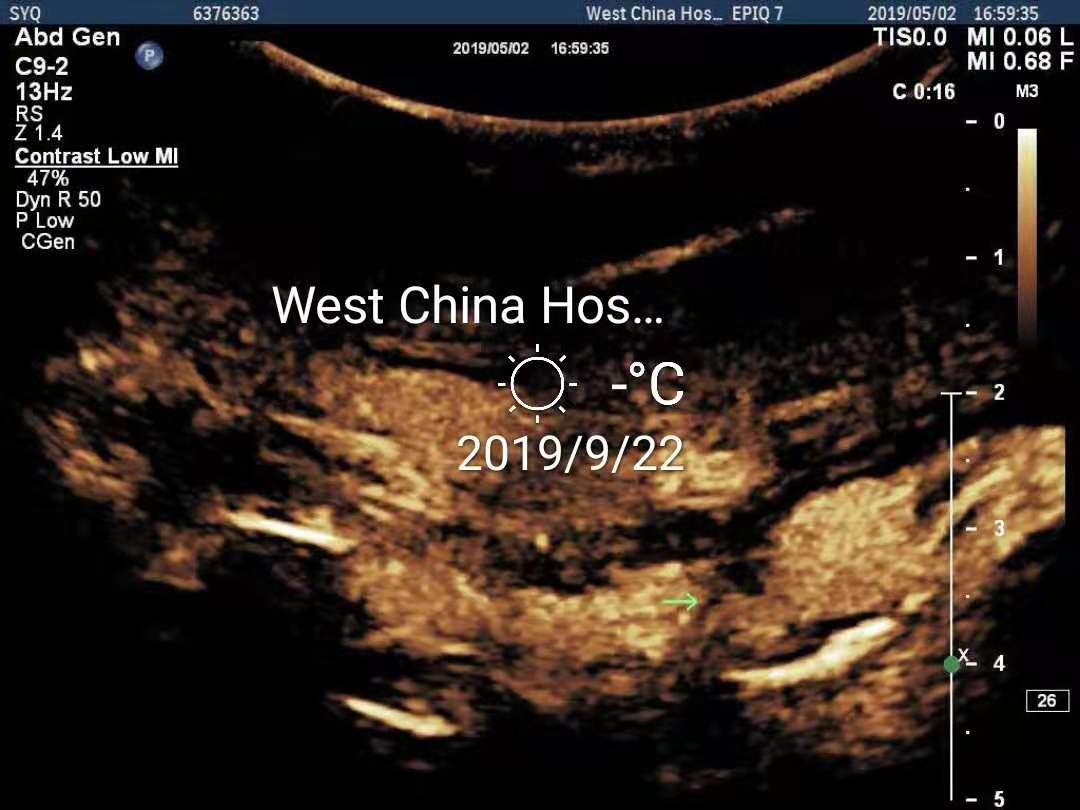 SYQ 6376363 West China Hos... EPIQ 7 2019/05/02 16:59:35
Abd Gen
P
TIS0.0 MI 0.06 L
C9-2
2019/05/02 16:59:35
MI 0.68 F
13Hz
C 0:16
M3
RS
Z 1.4
Contrast Low MI
47%
Dyn R 50
P Low
CGen
0
1
West China Hos...
-°C
2
2019/9/22
3
X
4
26
5